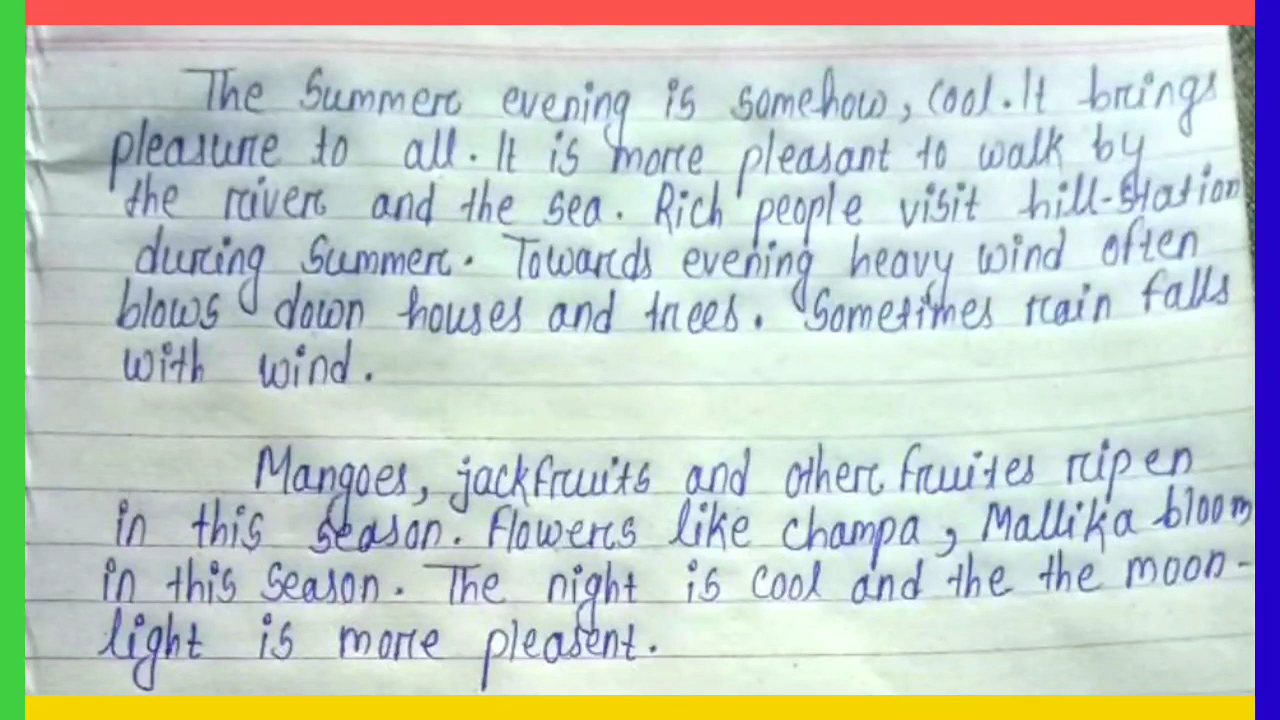 The Summer evening is somehow, cool. It brings
pleasure to all. It is more pleasant to walk by
the river and the sea. Rich people visit hill-station
during Summer. Towards evening heavy wind often
blows down houses and trees. Sometimes rain falls
with wind.
Mangoes, jackfruits and other fruites ripen
in this season. Flowers like champa, Mallika bloom
in this season. The night is cool and the the moon-
light is more pleasent.